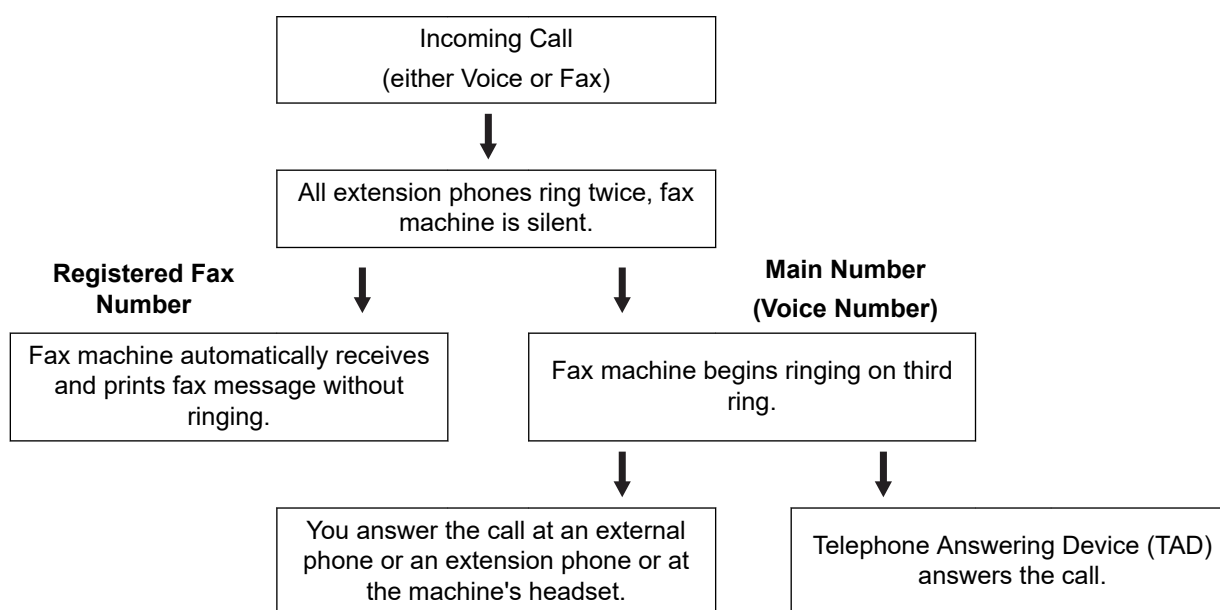 Incoming Call
(either Voice or Fax)
All extension phones ring twice, fax
machine is silent.
Registered Fax
Number
Main Number
(Voice Number)
Fax machine automatically receives
and prints fax message without
ringing.
Fax machine begins ringing on third
ring.
You answer the call at an external
phone or an extension phone or at
the machine's headset.
Telephone Answering Device (TAD)
answers the call.